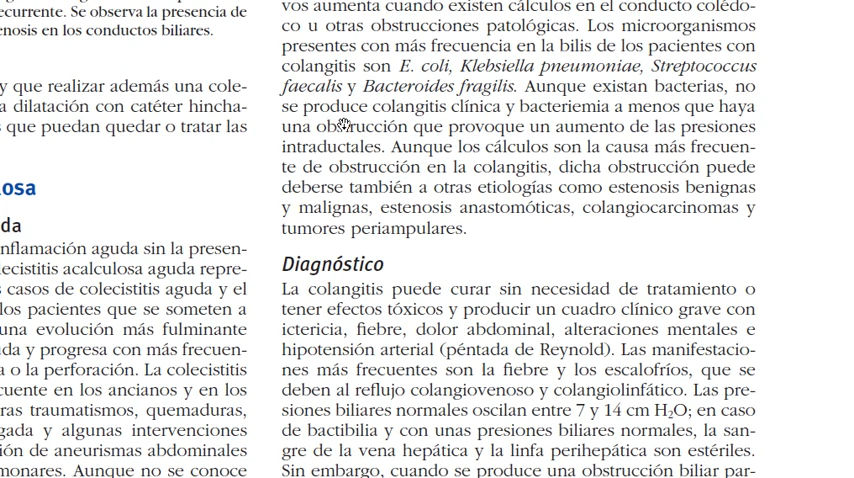 ecurrente. Se observa la presencia de
enosis en los conductos biliares.
y que realizar además una cole-
a dilatación con catéter hincha-
s que puedan quedar o tratar las
losa
da
nflamación aguda sin la presen-
lecistitis acalculosa aguda repre-
s casos de colecistitis aguda y el
los pacientes que se someten a
una evolución más fulminante
uda y progresa con más frecuen-
a o la perforación. La colecistitis
cuente en los ancianos y en los
ras traumatismos, quemaduras,
gada y algunas intervenciones
ión de aneurismas abdominales
monares. Aunque no se conoce
vos aumenta cuando existen cálculos en el conducto colédo-
co u otras obstrucciones patológicas. Los microorganismos
presentes con más frecuencia en la bilis de los pacientes con
colangitis son E. coli, Klebsiella pneumoniae, Streptococcus
faecalis y Bacteroides fragilis. Aunque existan bacterias, no
se produce colangitis clínica y bacteriemia a menos que haya
una obstrucción que provoque un aumento de las presiones
intraductales. Aunque los cálculos son la causa más frecuen-
te de obstrucción en la colangitis, dicha obstrucción puede
deberse también a otras etiologías como estenosis benignas
y malignas, estenosis anastomóticas, colangiocarcinomas y
tumores periampulares.
Diagnóstico
La colangitis puede curar sin necesidad de tratamiento o
tener efectos tóxicos y producir un cuadro clínico grave con
ictericia, fiebre, dolor abdominal, alteraciones mentales e
hipotensión arterial (péntada de Reynold). Las manifestacio-
nes más frecuentes son la fiebre y los escalofríos, que se
deben al reflujo colangiovenoso y colangiolinfático. Las pre-
siones biliares normales oscilan entre 7 y 14 cm H₂O; en caso
de bactibilia y con unas presiones biliares normales, la san-
gre de la vena hepática y la linfa perihepática son estériles.
Sin embargo, cuando se produce una obstrucción biliar par-